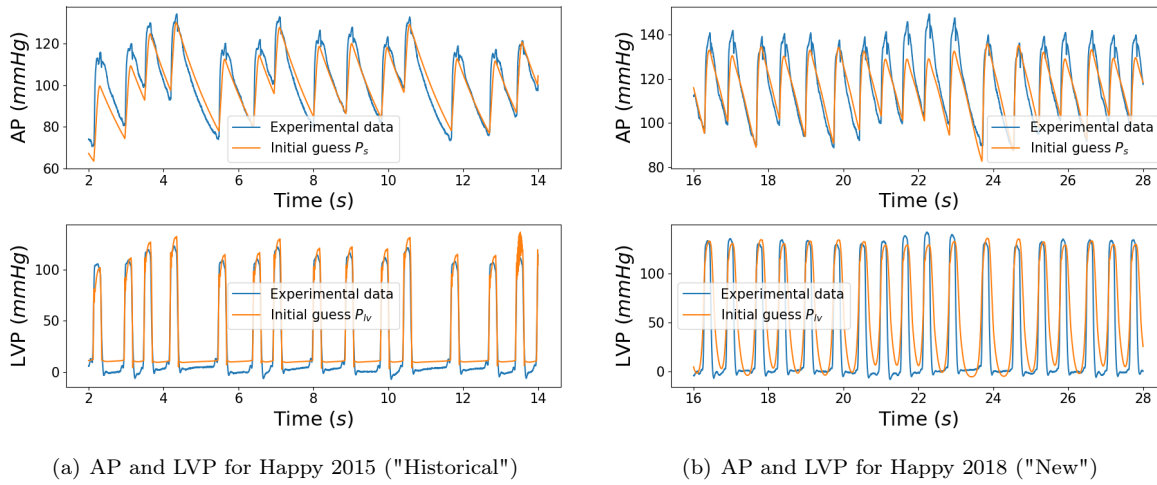 AP (mmHg)
120
100
80
60
Experimental data
Initial guess P_s
2 4 6 8 10 12 14
Time (s)
LVP (mmHg)
100
50
0
Experimental data
Initial guess P_lv
2 4 6 8 10 12 14
Time (s)
(a) AP and LVP for Happy 2015 ("Historical")
AP (mmHg)
140
120
100
80
Experimental data
Initial guess P_s
16 18 20 22 24 26 28
Time (s)
LVP (mmHg)
100
50
0
Experimental data
Initial guess P_lv
16 18 20 22 24 26 28
Time (s)
(b) AP and LVP for Happy 2018 ("New")